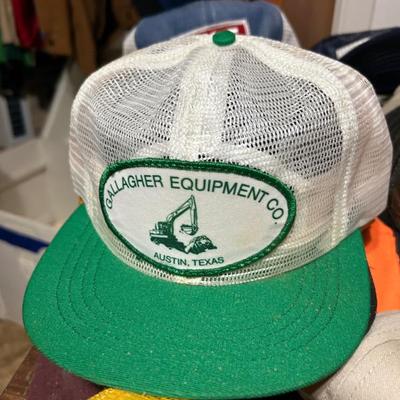 GALLAGHER EQUIPMENT CO
AUSTIN, TEXAS